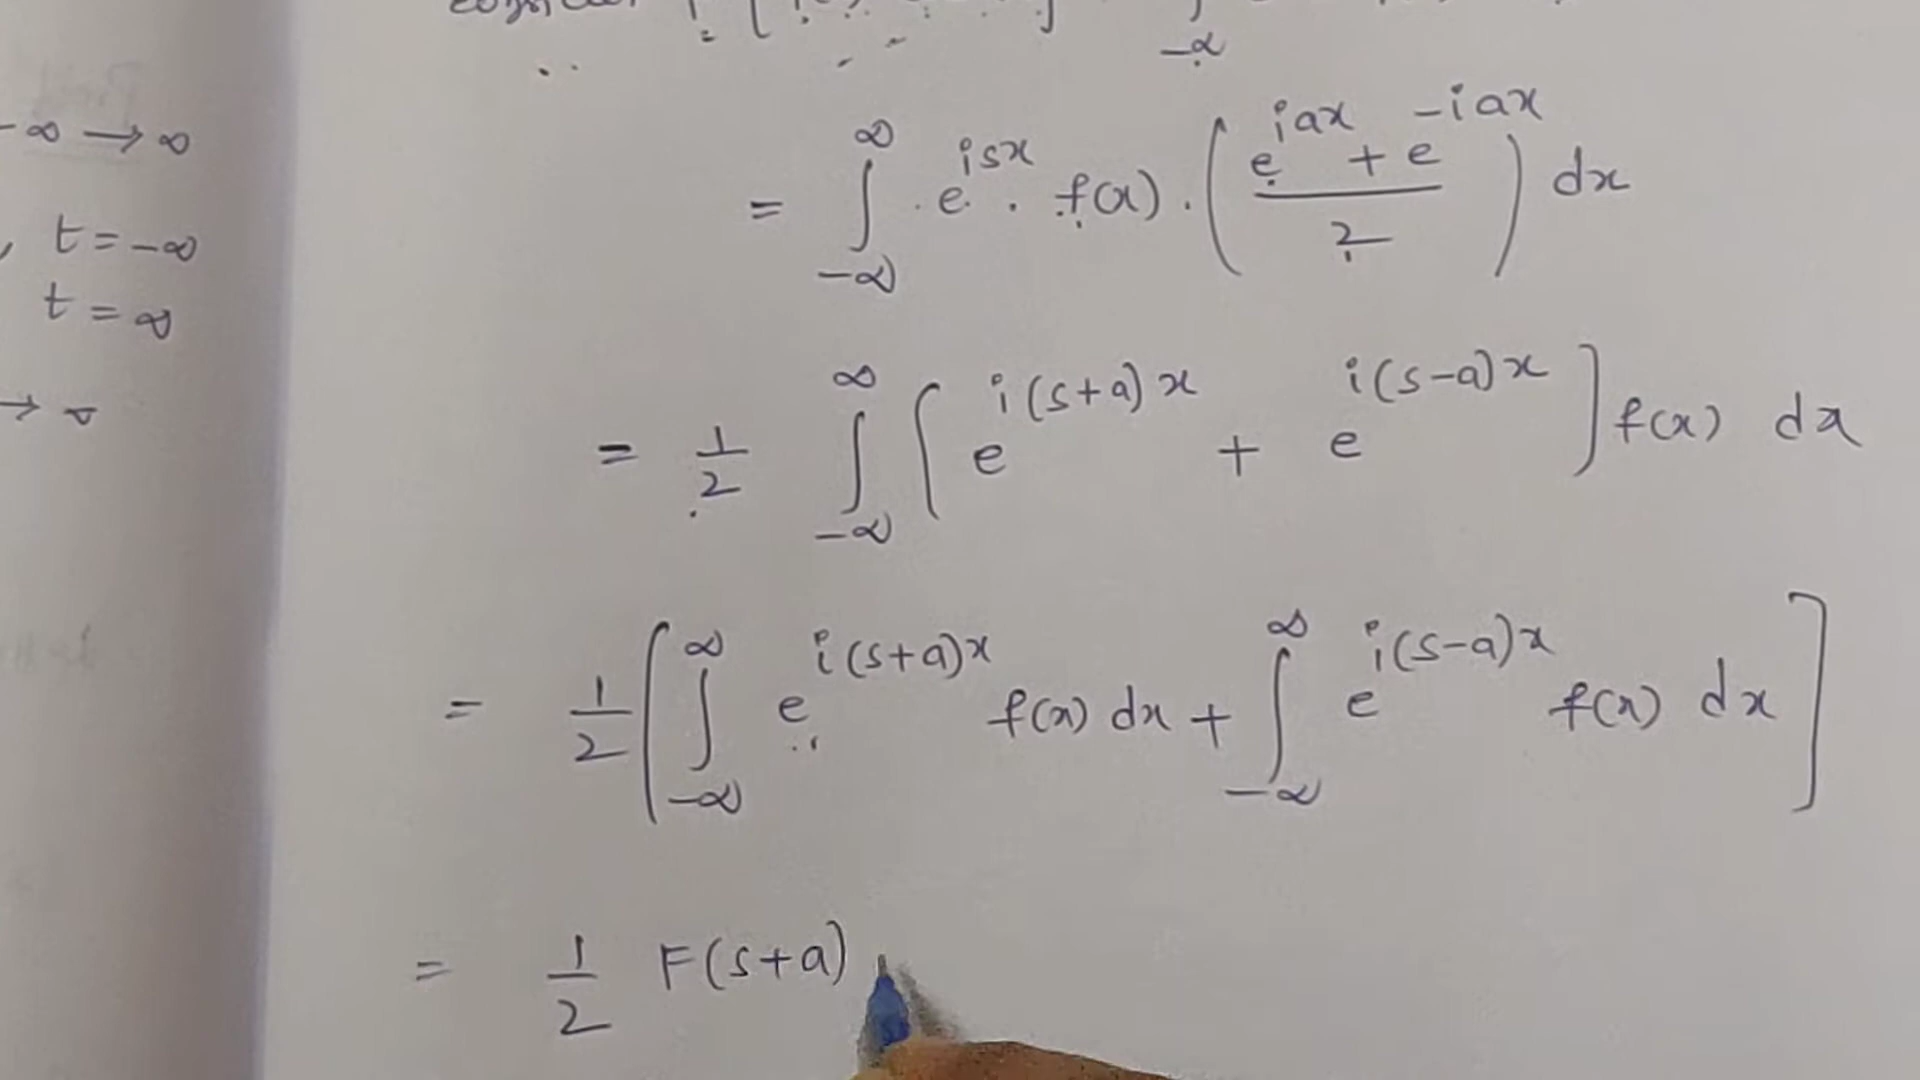 -∞ → ∞
, t = -∞
t = ∞
-∞
= ∫_{-∞}^{∞} e^{isx} . f(x) . ( (e^{iax} + e^{-iax}) / 2 ) dx
= 1/2 ∫_{-∞}^{∞} [ e^{i(s+a)x} + e^{i(s-a)x} ] f(x) dx
= 1/2 [ ∫_{-∞}^{∞} e^{i(s+a)x} f(x) dx + ∫_{-∞}^{∞} e^{i(s-a)x} f(x) dx ]
= 1/2 F(s+a)